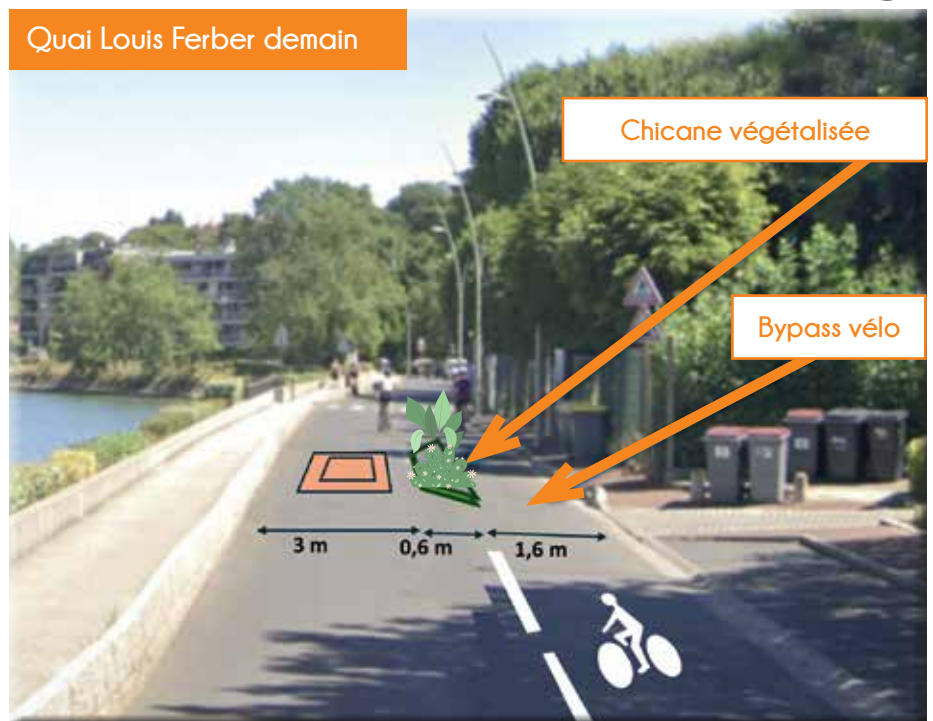 Quai Louis Ferber demain
Chicane végétalisée
Bypass vélo
3 m
0,6 m
1,6 m